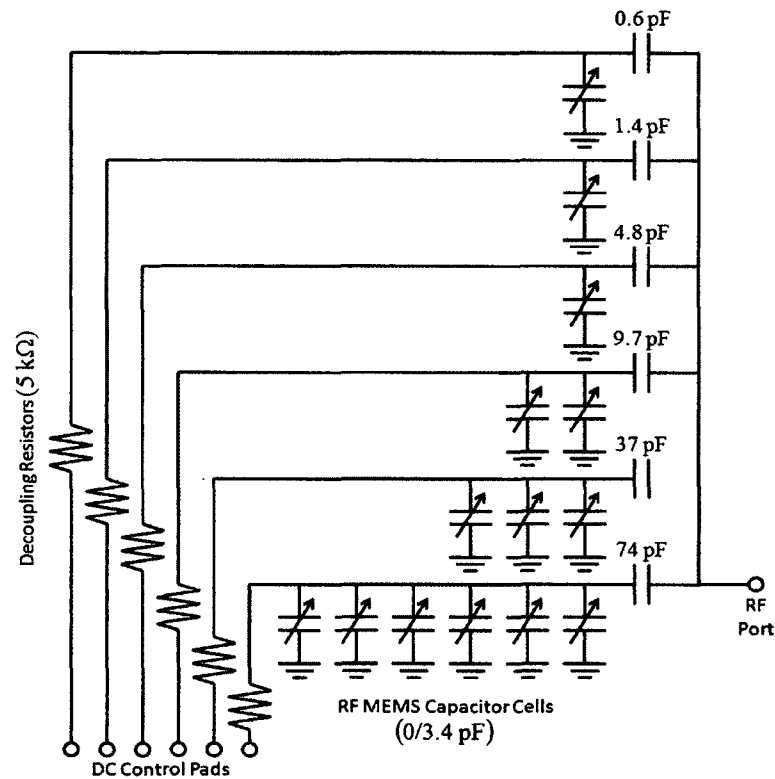 0.6 pF
1.4 pF
4.8 pF
9.7 pF
37 pF
74 pF
Decoupling Resistors (5 kΩ)
RF
Port
RF MEMS Capacitor Cells
(0/3.4 pF)
DC Control Pads